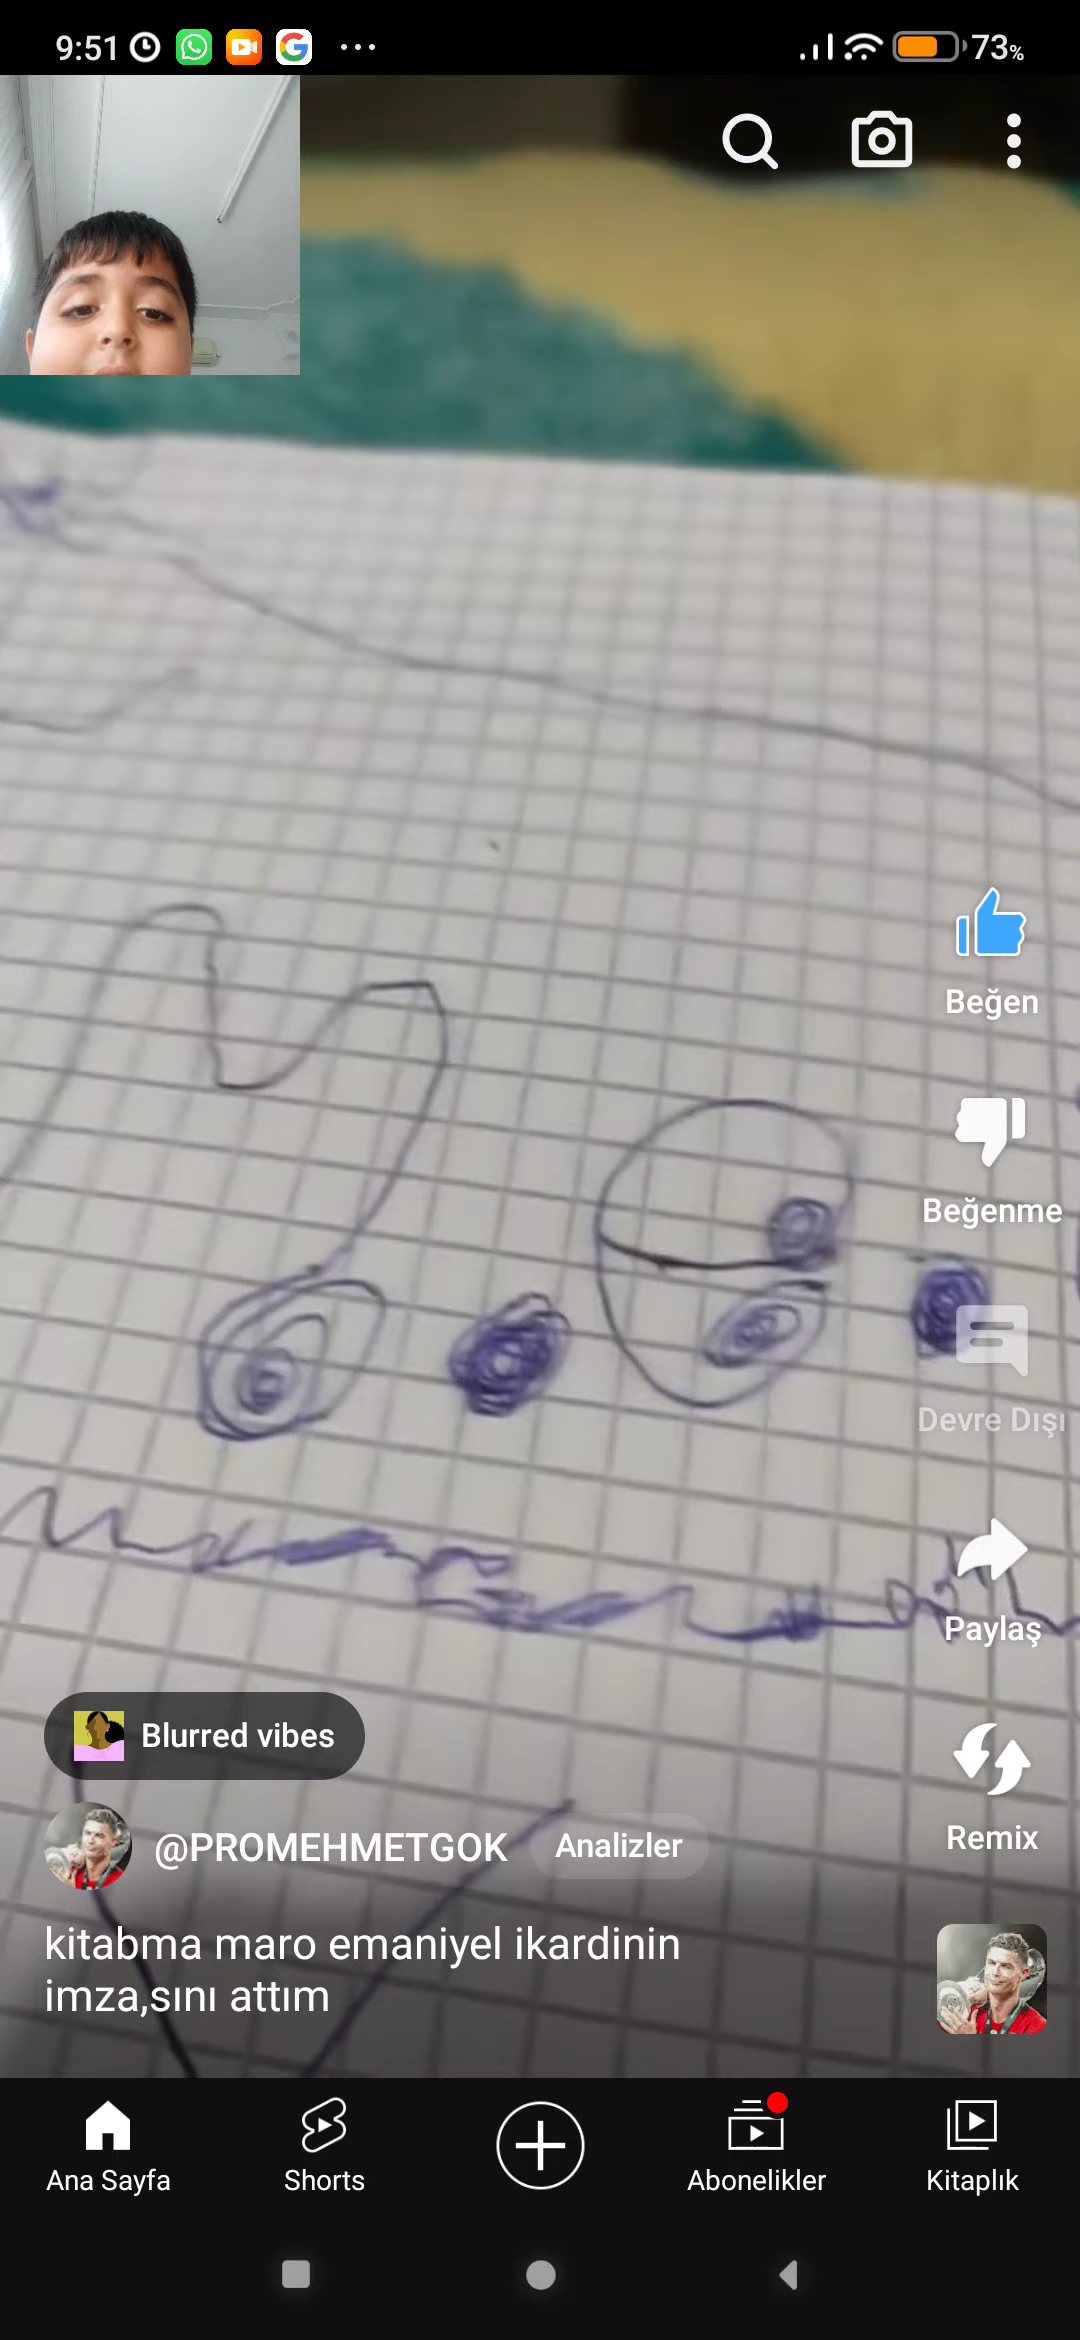 9:51
73%
Beğen
Beğenme
Devre Dışı
Paylaş
Blurred vibes
@PROMEHMETGOK
Analizler
Remix
kitabma maro emaniyel ikardinin
imza,sını attım
Ana Sayfa
Shorts
Abonelikler
Kitaplık